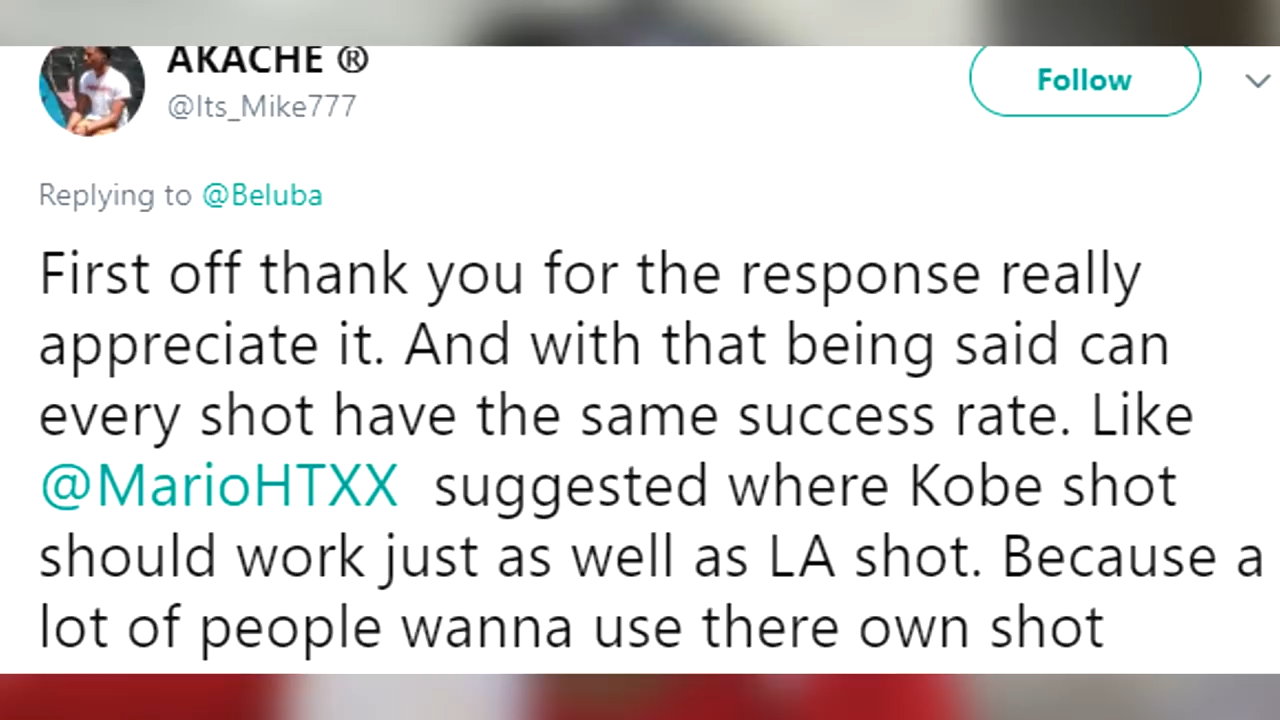 AKACHE ®
@Its_Mike777
Follow
Replying to @Beluba
First off thank you for the response really
appreciate it. And with that being said can
every shot have the same success rate. Like
@MarioHTXX suggested where Kobe shot
should work just as well as LA shot. Because a
lot of people wanna use there own shot